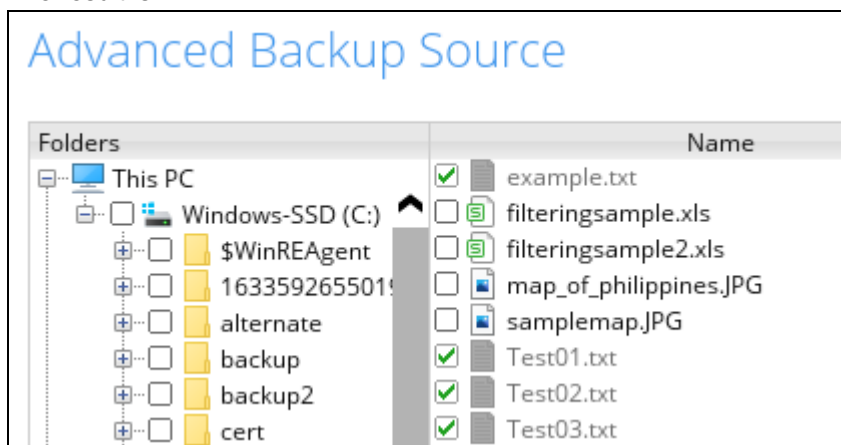 Advanced Backup Source
Folders
Name
This PC
Windows-SSD (C:)
$WinREAgent
alternate
backup
backup2
cert
example.txt
filteringsample.xls
filteringsample2.xls
map_of_philippines.JPG
samplemap.JPG
Test01.txt
Test02.txt
Test03.txt